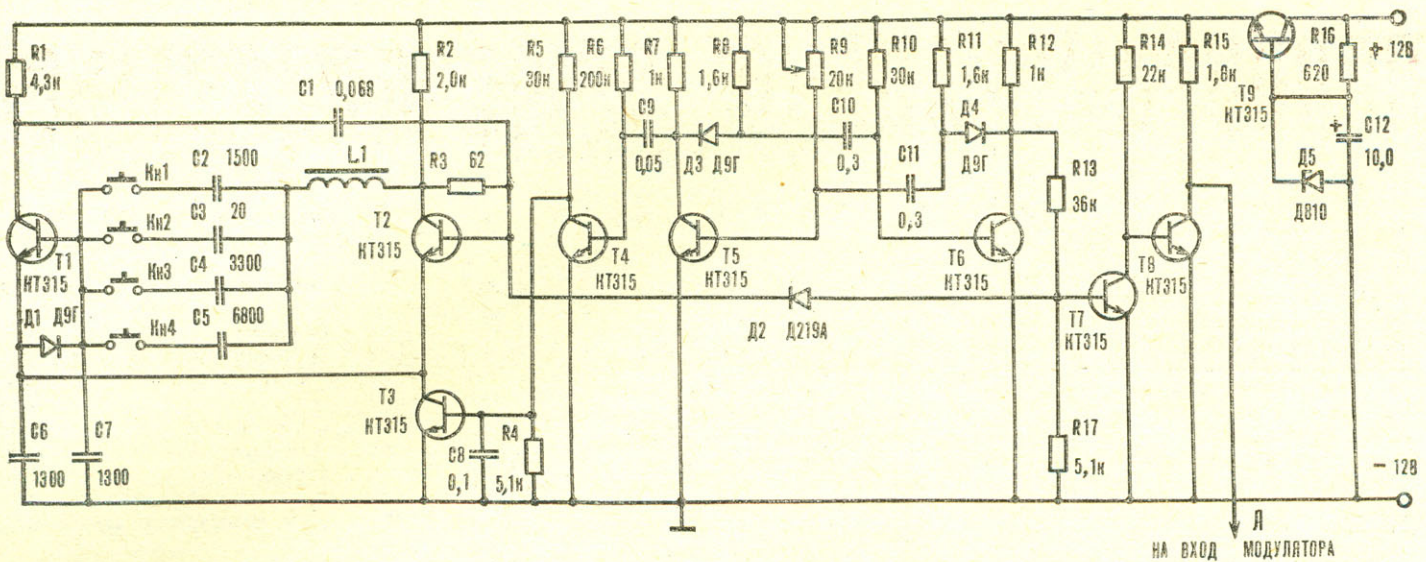 R1
4,3к
C1
0,068
R2
2,0к
R5
30к
R6
200к
R7
1к
R8
1,6к
R9
20к
R10
30к
R11
1,6к
R12
1к
R14
22к
R15
1,8к
R16
620
+ 12В
T9
КТ315
C9
0,05
Д3 Д9Г
C10
0,3
Д4
Д9Г
C11
0,3
+
C12
10,0
Д5
Д810
Кн1
C2 1500
L1
R3 62
Кн2
C3
20
T1
КТ315
Кн3
C4
3300
T2
КТ315
T4
КТ315
T5
КТ315
T6
КТ315
R13
36к
T8
КТ315
Д1 Д9Г
Кн4
C5
6800
Д2 Д219А
T7
КТ315
T3
КТ315
C6
1300
C7
1300
C8
0,1
R4
5,1к
R17
5,1к
− 12В
Л
НА ВХОД МОДУЛЯТОРА